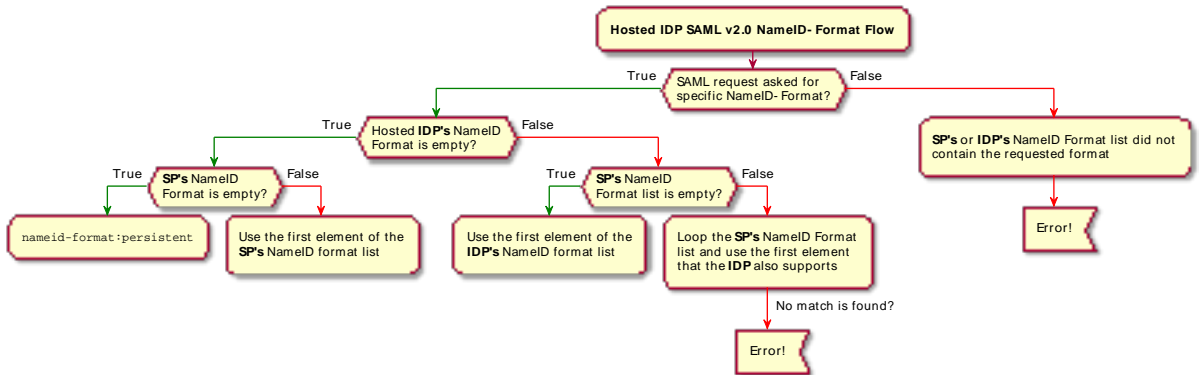 Hosted IDP SAML v2.0 NameID- Format Flow
True
SAML request asked for
specific NameID- Format?
False
True
Hosted IDP's NameID
Format is empty?
False
SP's or IDP's NameID Format list did not
contain the requested format
True
SP's NameID
Format is empty?
False
True
SP's NameID
Format list is empty?
False
nameid-format:persistent
Use the first element of the
SP's NameID format list
Use the first element of the
IDP's NameID format list
Loop the SP's NameID Format
list and use the first element
that the IDP also supports
Error!
No match is found?
Error!